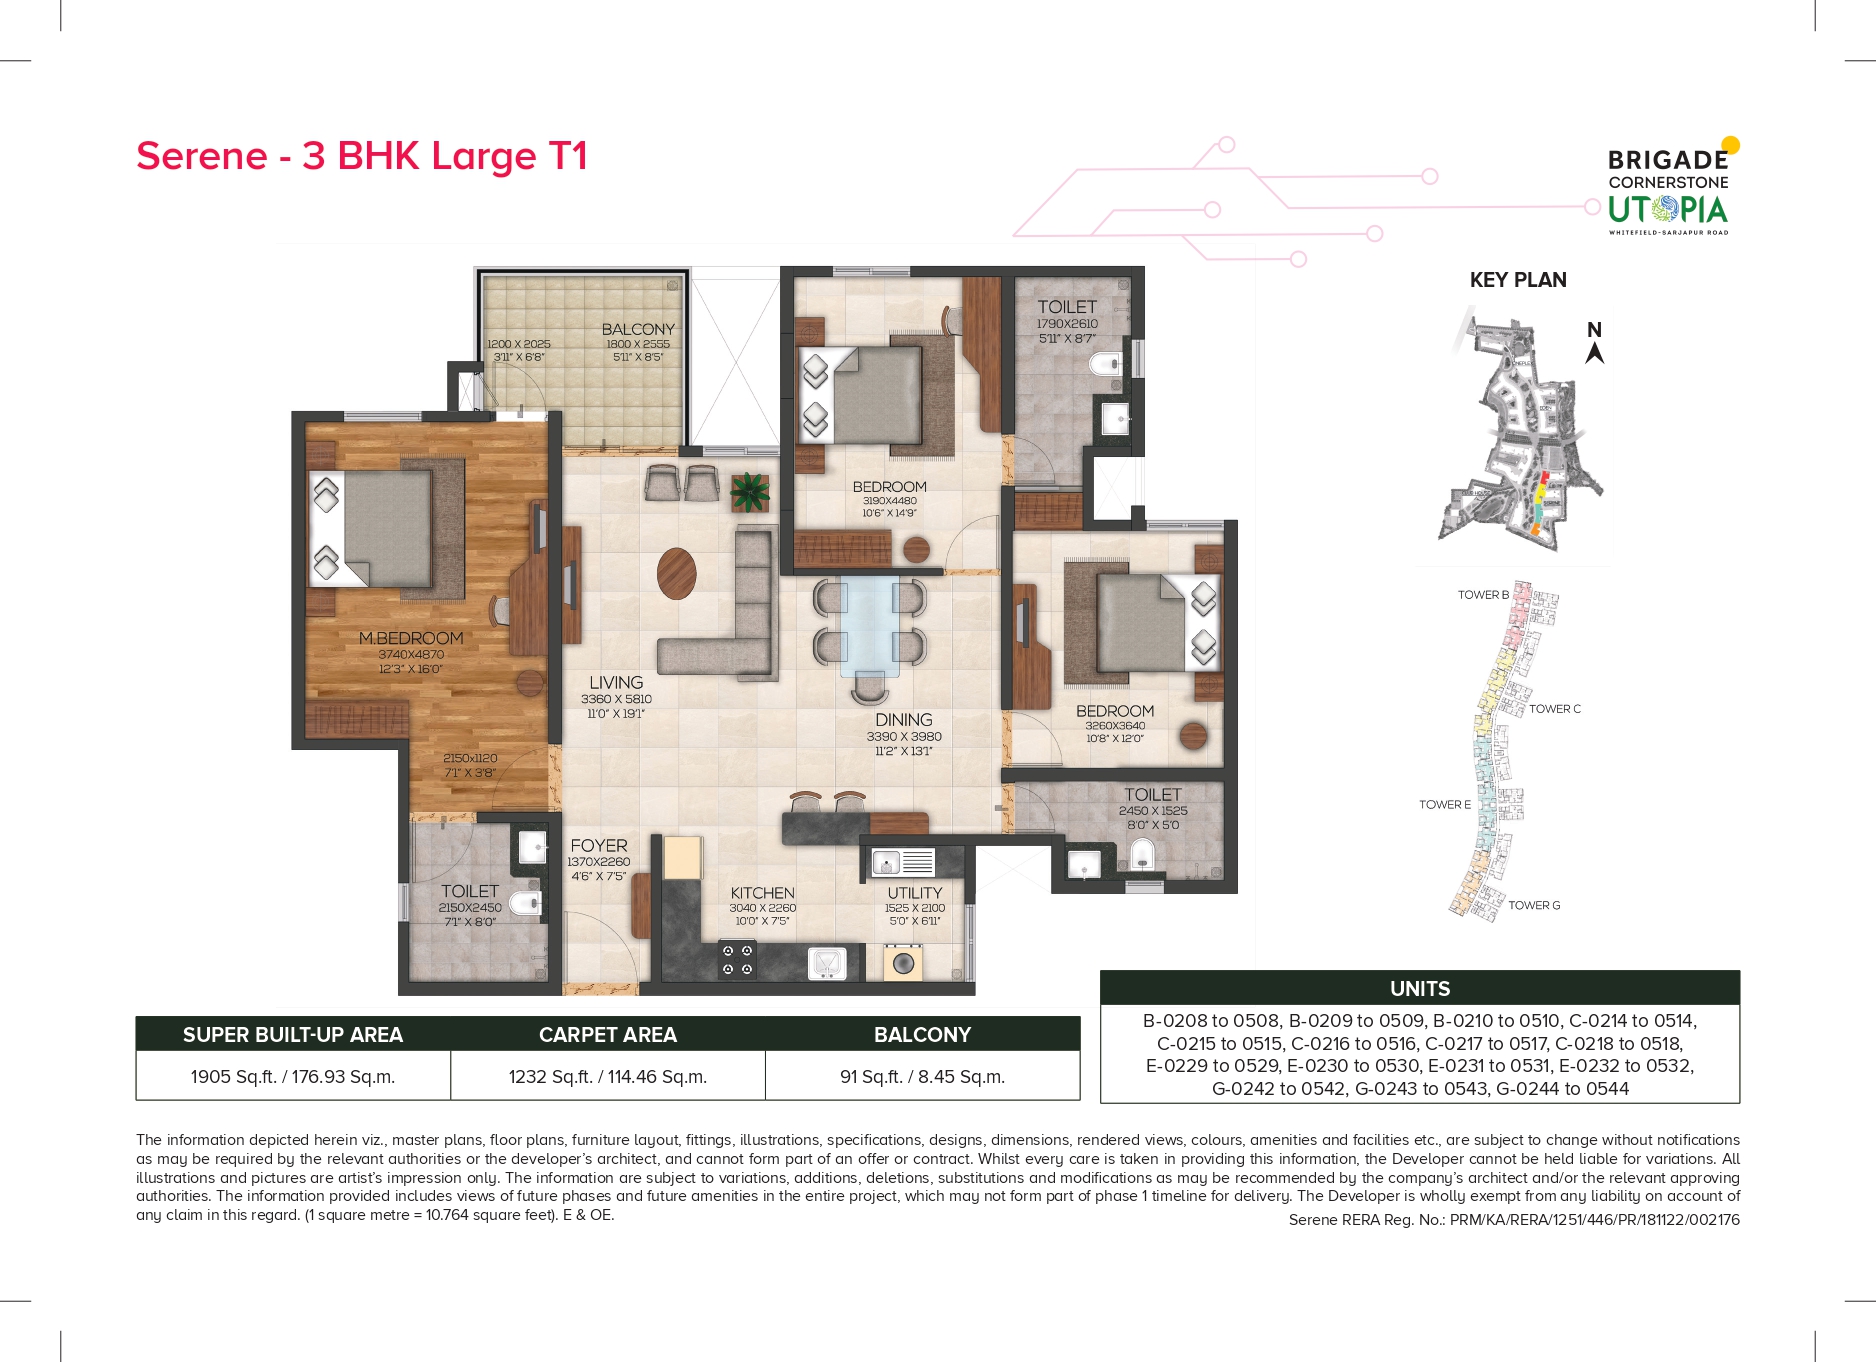 Serene - 3 BHK Large T1
BRIGADE
CORNERSTONE
UTOPIA
WHITEFIELD-SARJAPUR ROAD
KEY PLAN
N
BALCONY
1800 X 2555
5'11" X 8'5"
1200 X 2025
3'11" X 6'8"
TOILET
1790X2610
5'11" X 8'7"
BEDROOM
3190X4480
10'6" X 14'9"
M.BEDROOM
3740X4870
12'3" X 16'0"
LIVING
3360 X 5810
11'0" X 19'1"
DINING
3390 X 3980
11'2" X 13'1"
BEDROOM
3260X3640
10'8" X 12'0"
2150x1120
7'1" X 3'8"
TOILET
2450 X 1525
8'0" X 5'0
FOYER
1370X2260
4'6" X 7'5"
TOILET
2150X2450
7'1" X 8'0"
KITCHEN
3040 X 2260
10'0" X 7'5"
UTILITY
1525 X 2100
5'0" X 6'11"
TOWER B
TOWER C
TOWER E
TOWER G
SUPER BUILT-UP AREA
CARPET AREA
BALCONY
1905 Sq.ft. / 176.93 Sq.m.
1232 Sq.ft. / 114.46 Sq.m.
91 Sq.ft. / 8.45 Sq.m.
UNITS
B-0208 to 0508, B-0209 to 0509, B-0210 to 0510, C-0214 to 0514,
C-0215 to 0515, C-0216 to 0516, C-0217 to 0517, C-0218 to 0518,
E-0229 to 0529, E-0230 to 0530, E-0231 to 0531, E-0232 to 0532,
G-0242 to 0542, G-0243 to 0543, G-0244 to 0544
The information depicted herein viz., master plans, floor plans, furniture layout, fittings, illustrations, specifications, designs, dimensions, rendered views, colours, amenities and facilities etc., are subject to change without notifications
as may be required by the relevant authorities or the developer's architect, and cannot form part of an offer or contract. Whilst every care is taken in providing this information, the Developer cannot be held liable for variations. All
illustrations and pictures are artist's impression only. The information are subject to variations, additions, deletions, substitutions and modifications as may be recommended by the company's architect and/or the relevant approving
authorities. The information provided includes views of future phases and future amenities in the entire project, which may not form part of phase 1 timeline for delivery. The Developer is wholly exempt from any liability on account of
any claim in this regard. (1 square metre = 10.764 square feet). E & OE.
Serene RERA Reg. No.: PRM/KA/RERA/1251/446/PR/181122/002176